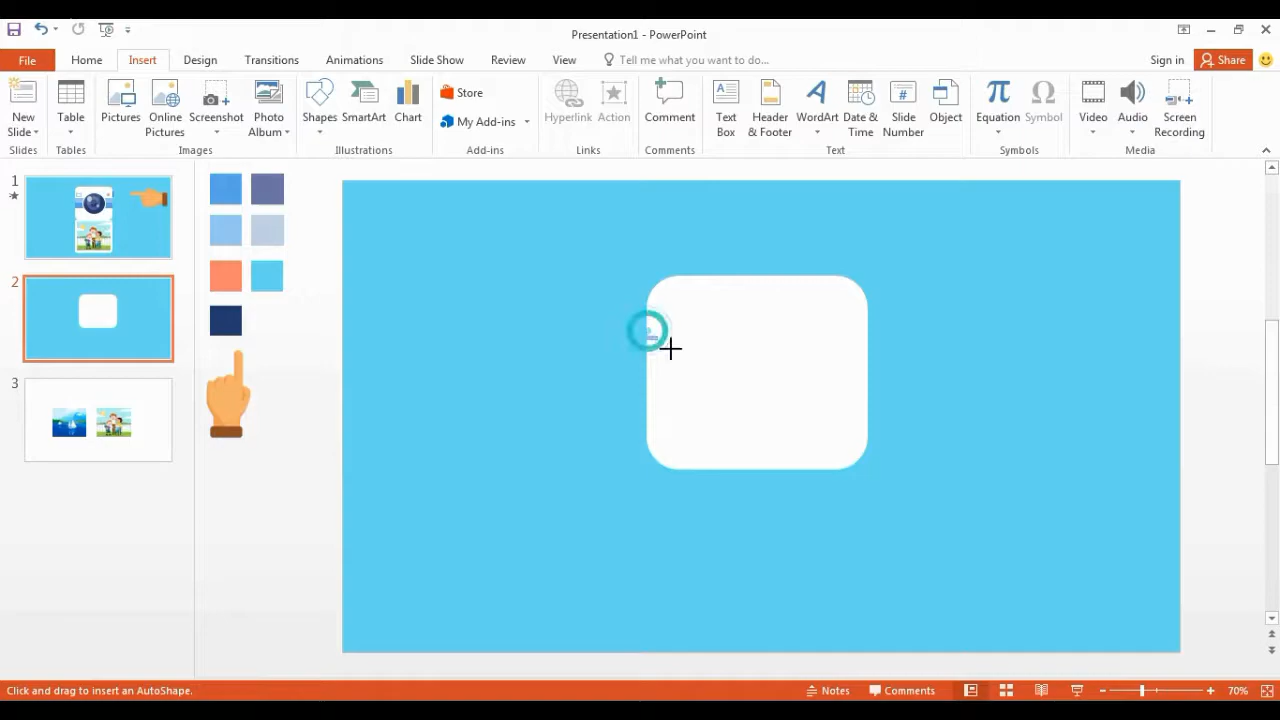 Presentation1 - PowerPoint
File Home Insert Design Transitions Animations Slide Show Review View Tell me what you want to do... Sign in Share
New Slide
Table
Pictures
Online Pictures
Screenshot
Photo Album
Shapes
SmartArt
Chart
Store
My Add-ins
Hyperlink
Action
Comment
Text Box
Header & Footer
WordArt
Date & Time
Slide Number
Object
Equation
Symbol
Video
Audio
Screen Recording
Slides Tables Images Illustrations Add-ins Links Comments Text Symbols Media
1
2
3
Click and drag to insert an AutoShape. Notes Comments 70%